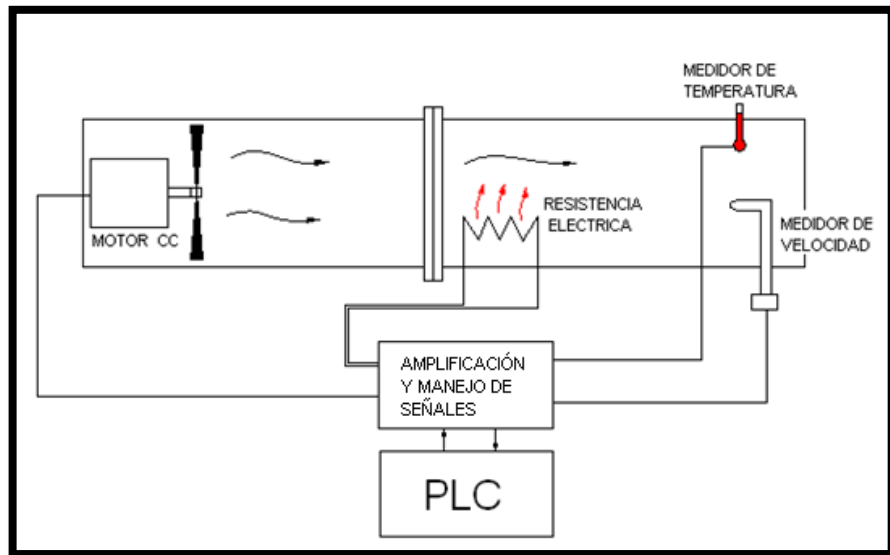 MEDIDOR DE
TEMPERATURA
RESISTENCIA
ELECTRICA
MOTOR CC
MEDIDOR DE
VELOCIDAD
AMPLIFICACIÓN
Y MANEJO DE
SEÑALES
PLC